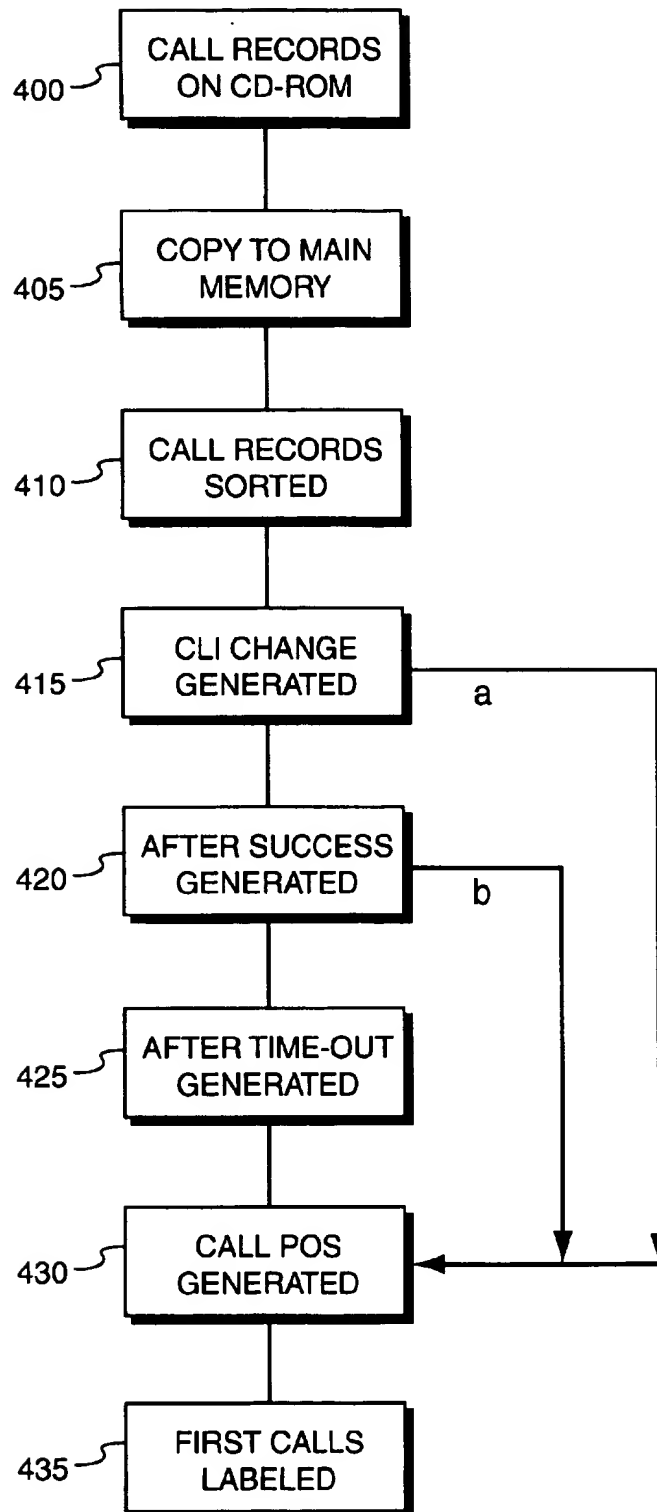 400
CALL RECORDS
ON CD-ROM
405
COPY TO MAIN
MEMORY
410
CALL RECORDS
SORTED
415
CLI CHANGE
GENERATED
a
420
AFTER SUCCESS
GENERATED
b
425
AFTER TIME-OUT
GENERATED
430
CALL POS
GENERATED
435
FIRST CALLS
LABELED